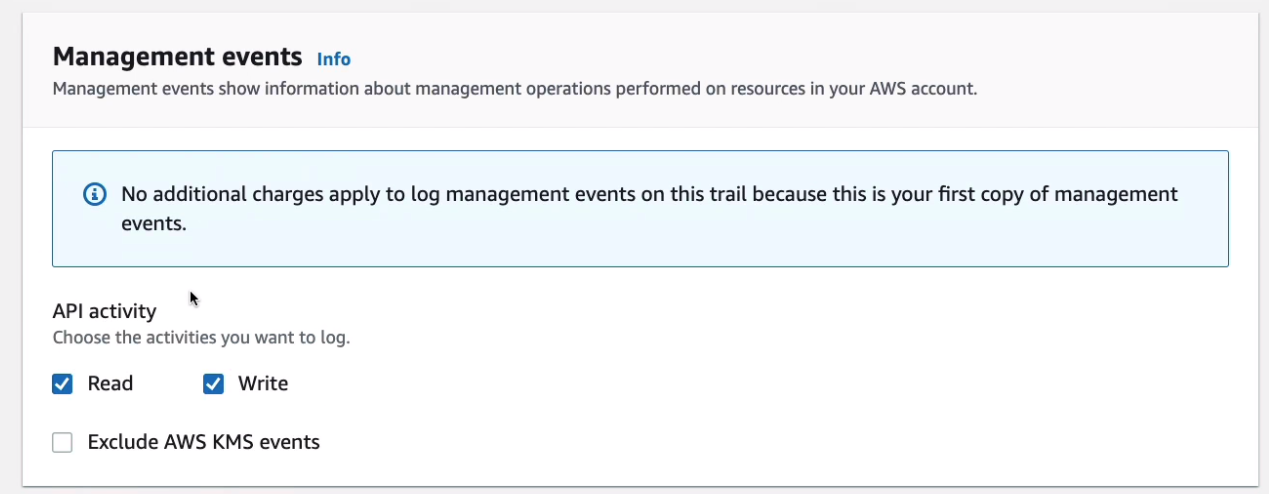 Management events Info
Management events show information about management operations performed on resources in your AWS account.
No additional charges apply to log management events on this trail because this is your first copy of management
events.
API activity
Choose the activities you want to log.
Read Write
Exclude AWS KMS events